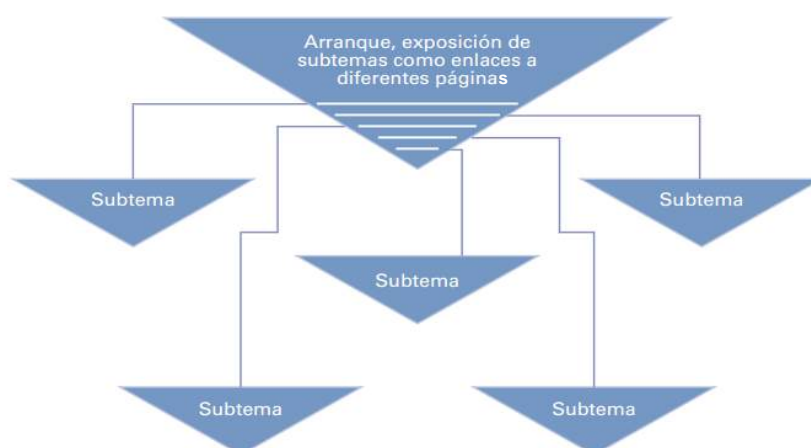 Arranque, exposición de
subtemas como enlaces a
diferentes páginas
Subtema
Subtema
Subtema
Subtema
Subtema